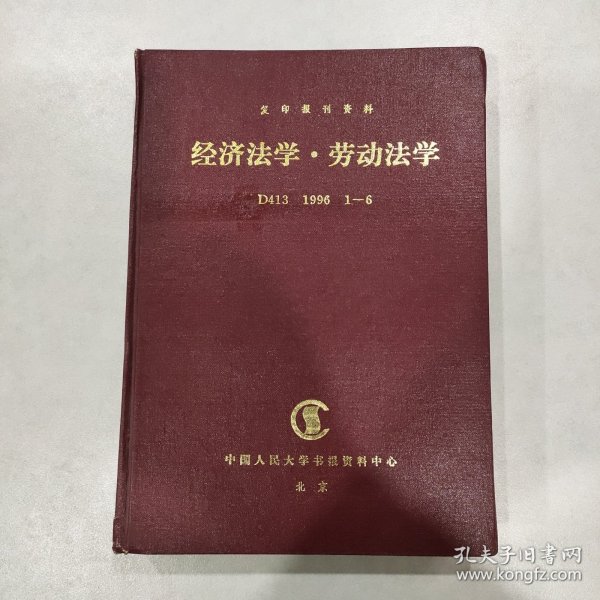 复印报刊资料
经济法学·劳动法学
D413 1996 1—6
中国人民大学书报资料中心
北京
孔夫子旧书网
www.kongfz.com